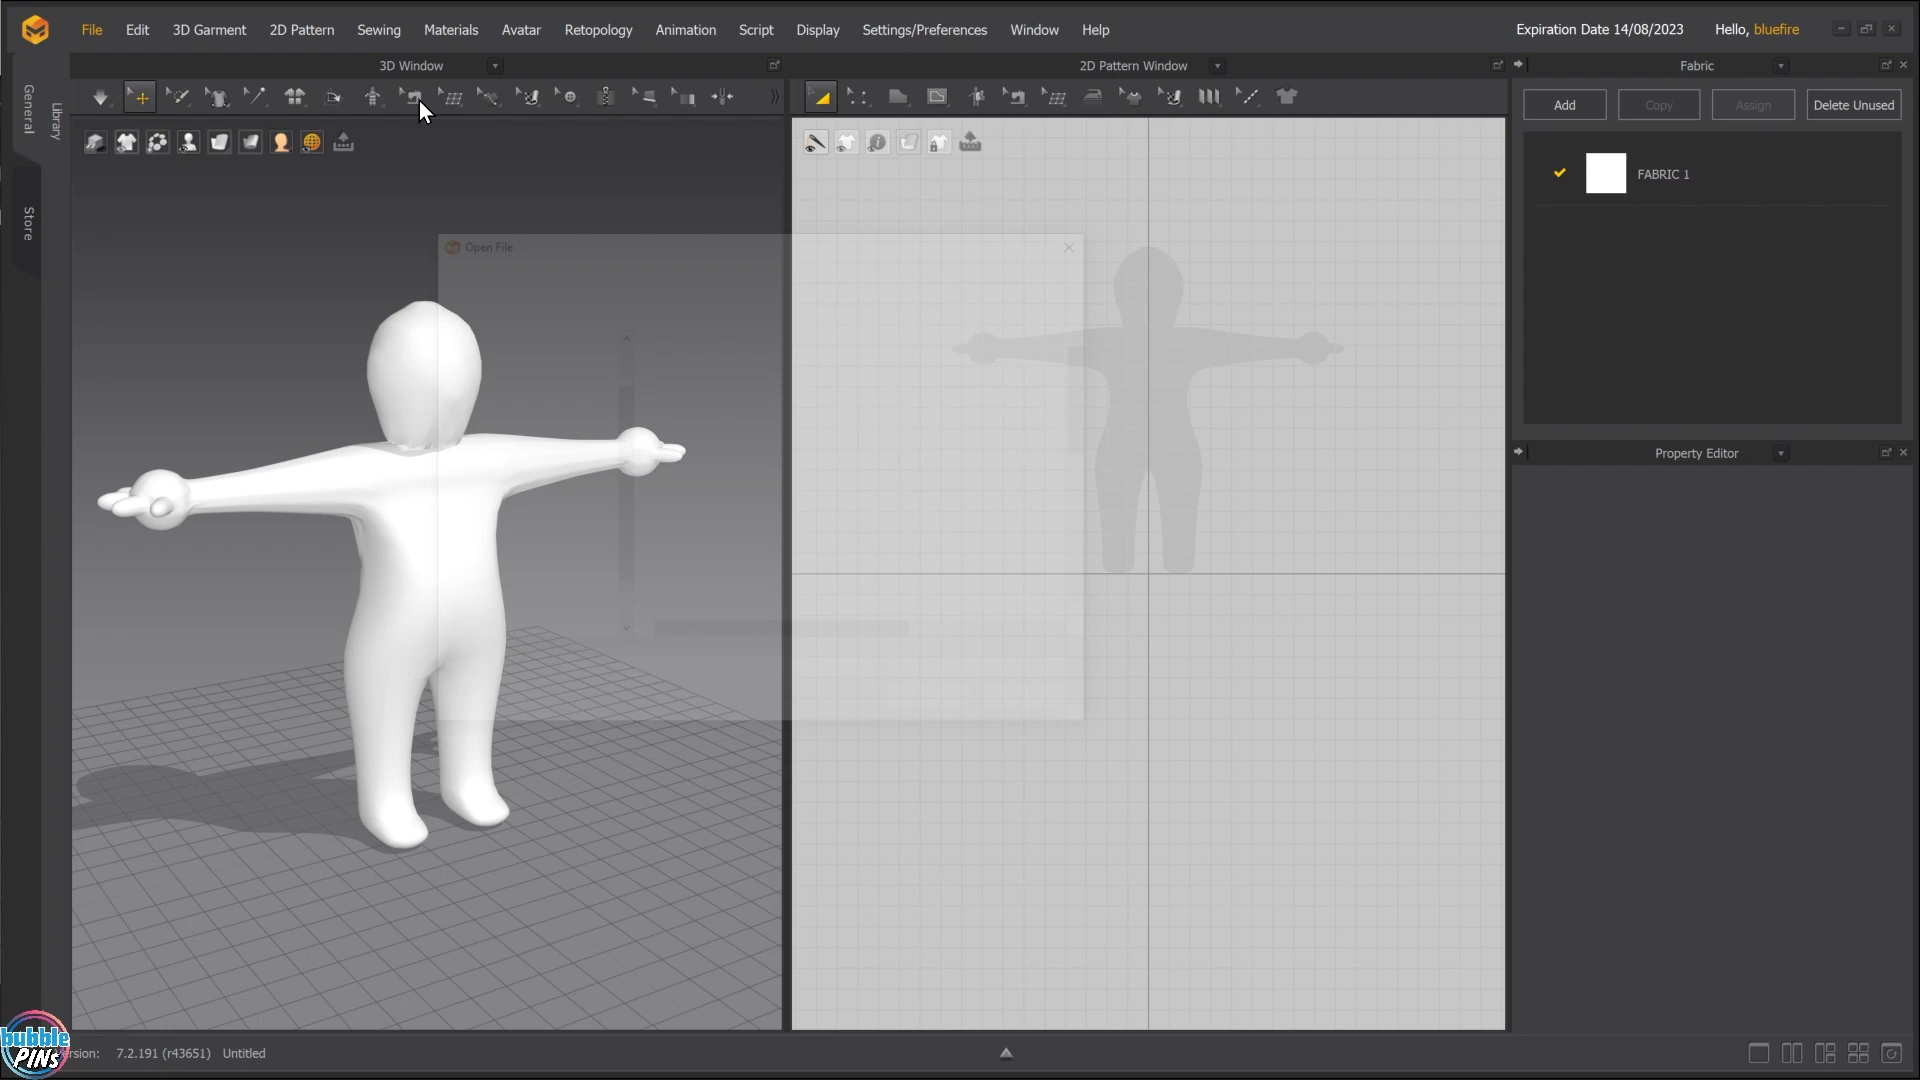 File Edit 3D Garment 2D Pattern Sewing Materials Avatar Retopology Animation Script Display Settings/Preferences Window Help Expiration Date 14/08/2023 Hello, bluefire
3D Window
2D Pattern Window
Fabric
General
Library
Store
Add Copy Assign Delete Unused
FABRIC 1
Open File
Property Editor
bubble
PINs
rsion: 7.2.191 (r43651) Untitled